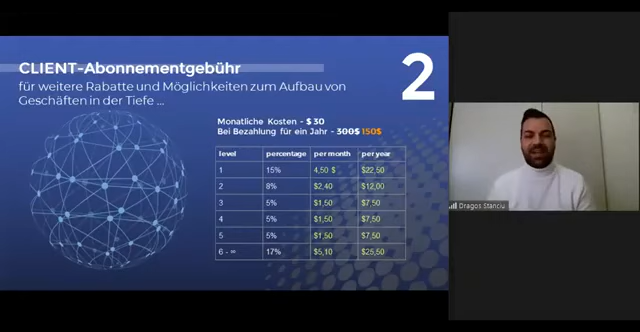 CLIENT-Abonnementgebühr
für weitere Rabatte und Möglichkeiten zum Aufbau von
Geschäften in der Tiefe ...
2
Monatliche Kosten - $ 30
Bei Bezahlung für ein Jahr - 300$ 150$
level percentage per month per year
1 15% 4,50 $ $22,50
2 8% $2,40 $12,00
3 5% $1,50 $7,50
4 5% $1,50 $7,50
5 5% $1,50 $7,50
6 - ∞ 17% $5,10 $25,50
Dragos Stanciu